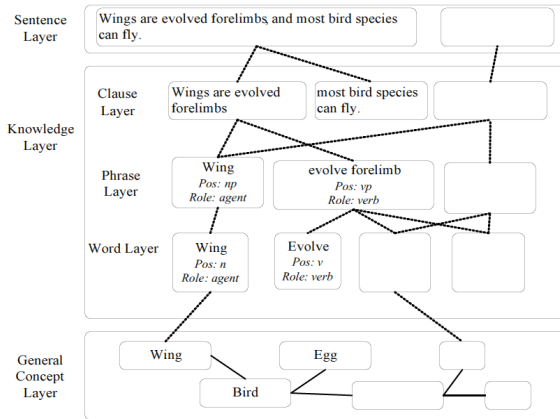 Sentence
Layer
Wings are evolved forelimbs, and most bird species
can fly.
Knowledge
Layer
Clause
Layer
Wings are evolved
forelimbs
most bird species
can fly.
Phrase
Layer
Wing
Pos: np
Role: agent
evolve forelimb
Pos: vp
Role: verb
Word Layer
Wing
Pos: n
Role: agent
Evolve
Pos: v
Role: verb
General
Concept
Layer
Wing
Egg
Bird